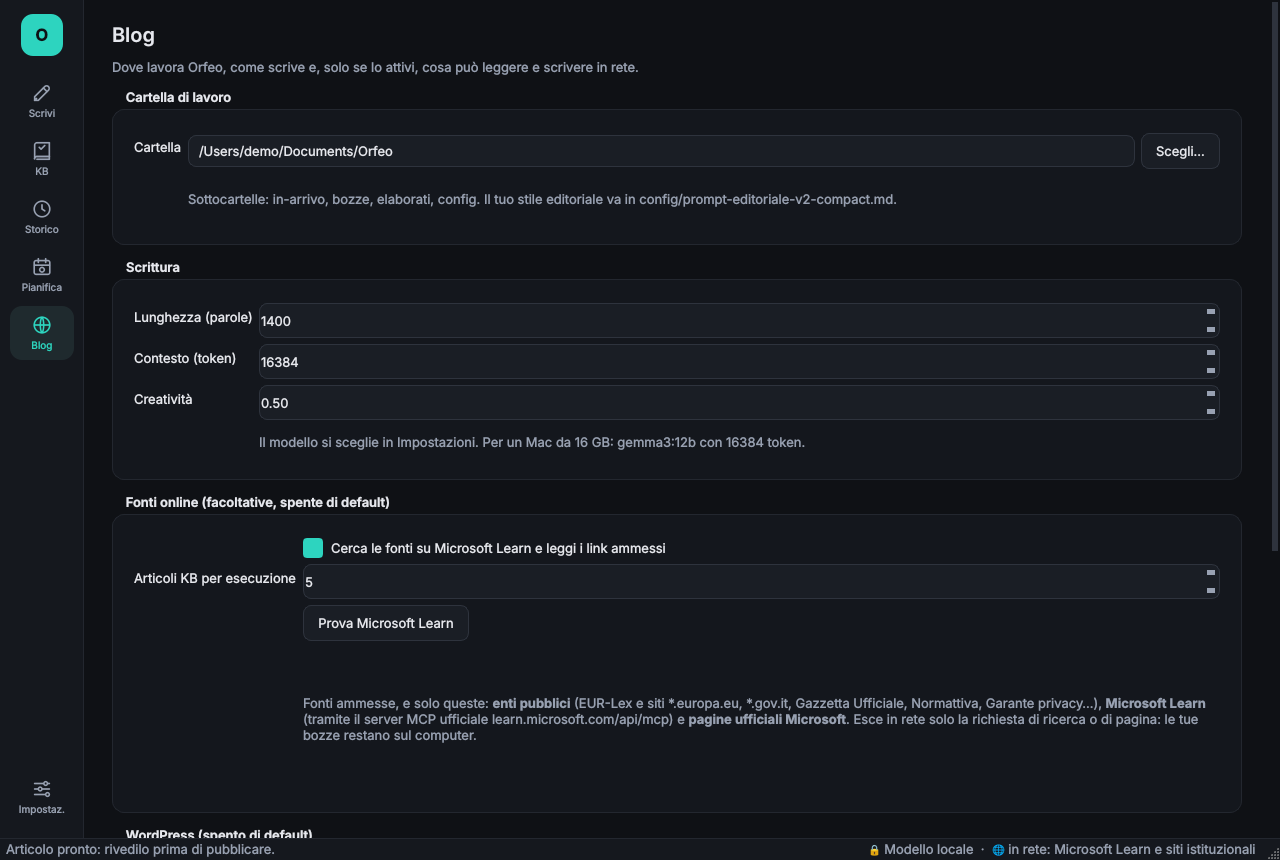 O
Scrivi
KB
Storico
Pianifica
Blog
Impostaz.
Blog
Dove lavora Orfeo, come scrive e, solo se lo attivi, cosa può leggere e scrivere in rete.
Cartella di lavoro
Cartella
/Users/demo/Documents/Orfeo
Scegli...
Sottocartelle: in-arrivo, bozze, elaborati, config. Il tuo stile editoriale va in config/prompt-editoriale-v2-compact.md.
Scrittura
Lunghezza (parole)
1400
Contesto (token)
16384
Creatività
0.50
Il modello si sceglie in Impostazioni. Per un Mac da 16 GB: gemma3:12b con 16384 token.
Fonti online (facoltative, spente di default)
Cerca le fonti su Microsoft Learn e leggi i link ammessi
Articoli KB per esecuzione
5
Prova Microsoft Learn
Fonti ammesse, e solo queste: enti pubblici (EUR-Lex e siti *.europa.eu, *.gov.it, Gazzetta Ufficiale, Normattiva, Garante privacy...), Microsoft Learn
(tramite il server MCP ufficiale learn.microsoft.com/api/mcp) e pagine ufficiali Microsoft. Esce in rete solo la richiesta di ricerca o di pagina: le tue
bozze restano sul computer.
WordPress (spento di default)
Articolo pronto: rivedilo prima di pubblicare.
Modello locale · in rete: Microsoft Learn e siti istituzionali